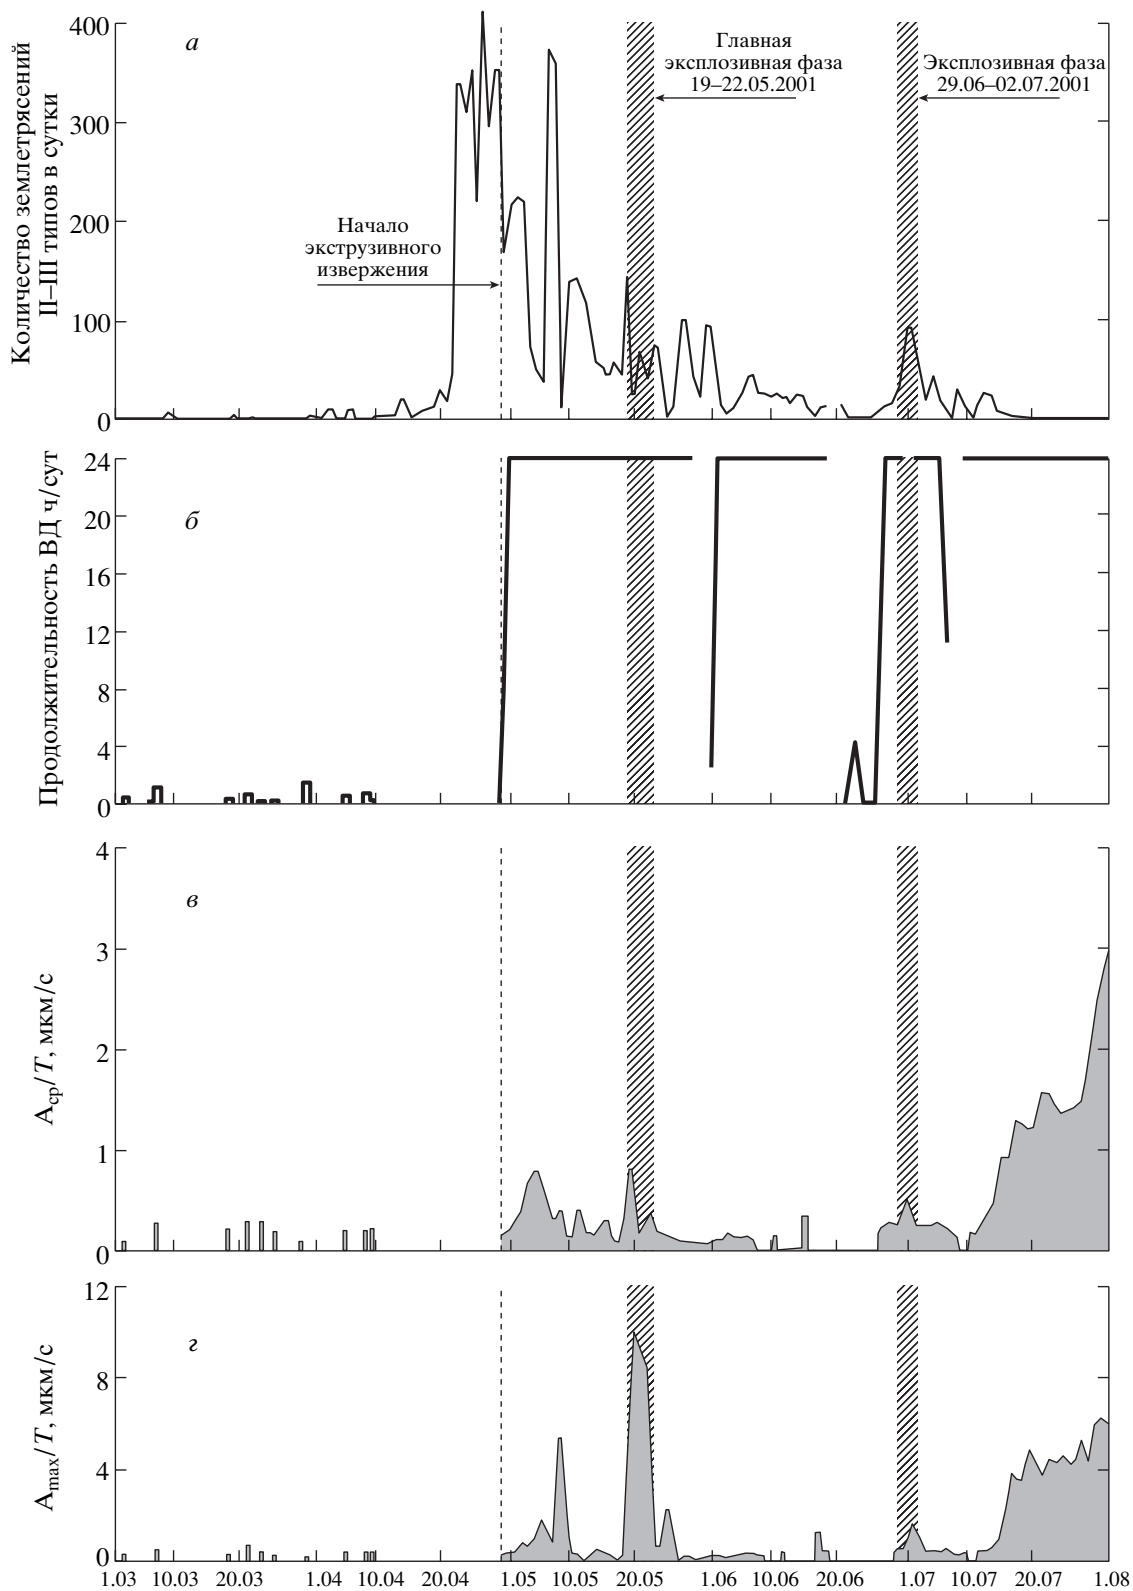 Количество землетрясений
II–III типов в сутки
400
300
200
100
0
а
Главная
эксплозивная фаза
19–22.05.2001
Эксплозивная фаза
29.06–02.07.2001
Начало
экструзивного
извержения
Продолжительность ВД ч/сут
24
20
16
12
8
4
0
б
Aср/T, мкм/с
4
3
2
1
0
в
Amax/T, мкм/с
12
8
4
0
г
1.03 10.03 20.03 1.04 10.04 20.04 1.05 10.05 20.05 1.06 10.06 20.06 1.07 10.07 20.07 1.08